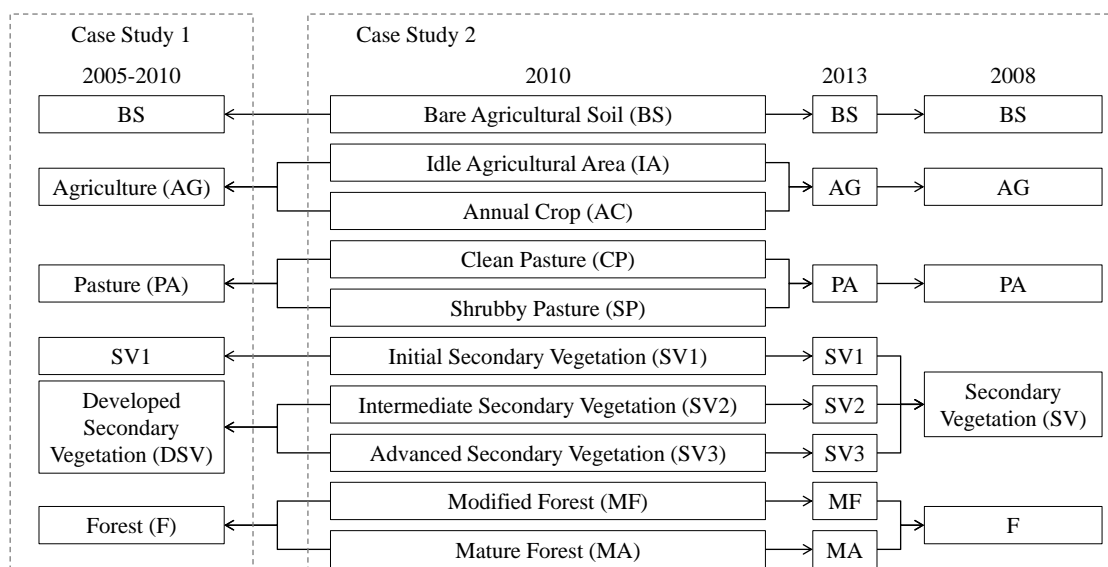 Case Study 1
Case Study 2
2005-2010
2010
2013
2008
BS
Bare Agricultural Soil (BS)
BS
BS
Idle Agricultural Area (IA)
Agriculture (AG)
AG
AG
Annual Crop (AC)
Clean Pasture (CP)
Pasture (PA)
PA
PA
Shrubby Pasture (SP)
SV1
Initial Secondary Vegetation (SV1)
SV1
Developed
Secondary
Vegetation (DSV)
Intermediate Secondary Vegetation (SV2)
SV2
Secondary
Vegetation (SV)
Advanced Secondary Vegetation (SV3)
SV3
Modified Forest (MF)
MF
Forest (F)
F
Mature Forest (MA)
MA